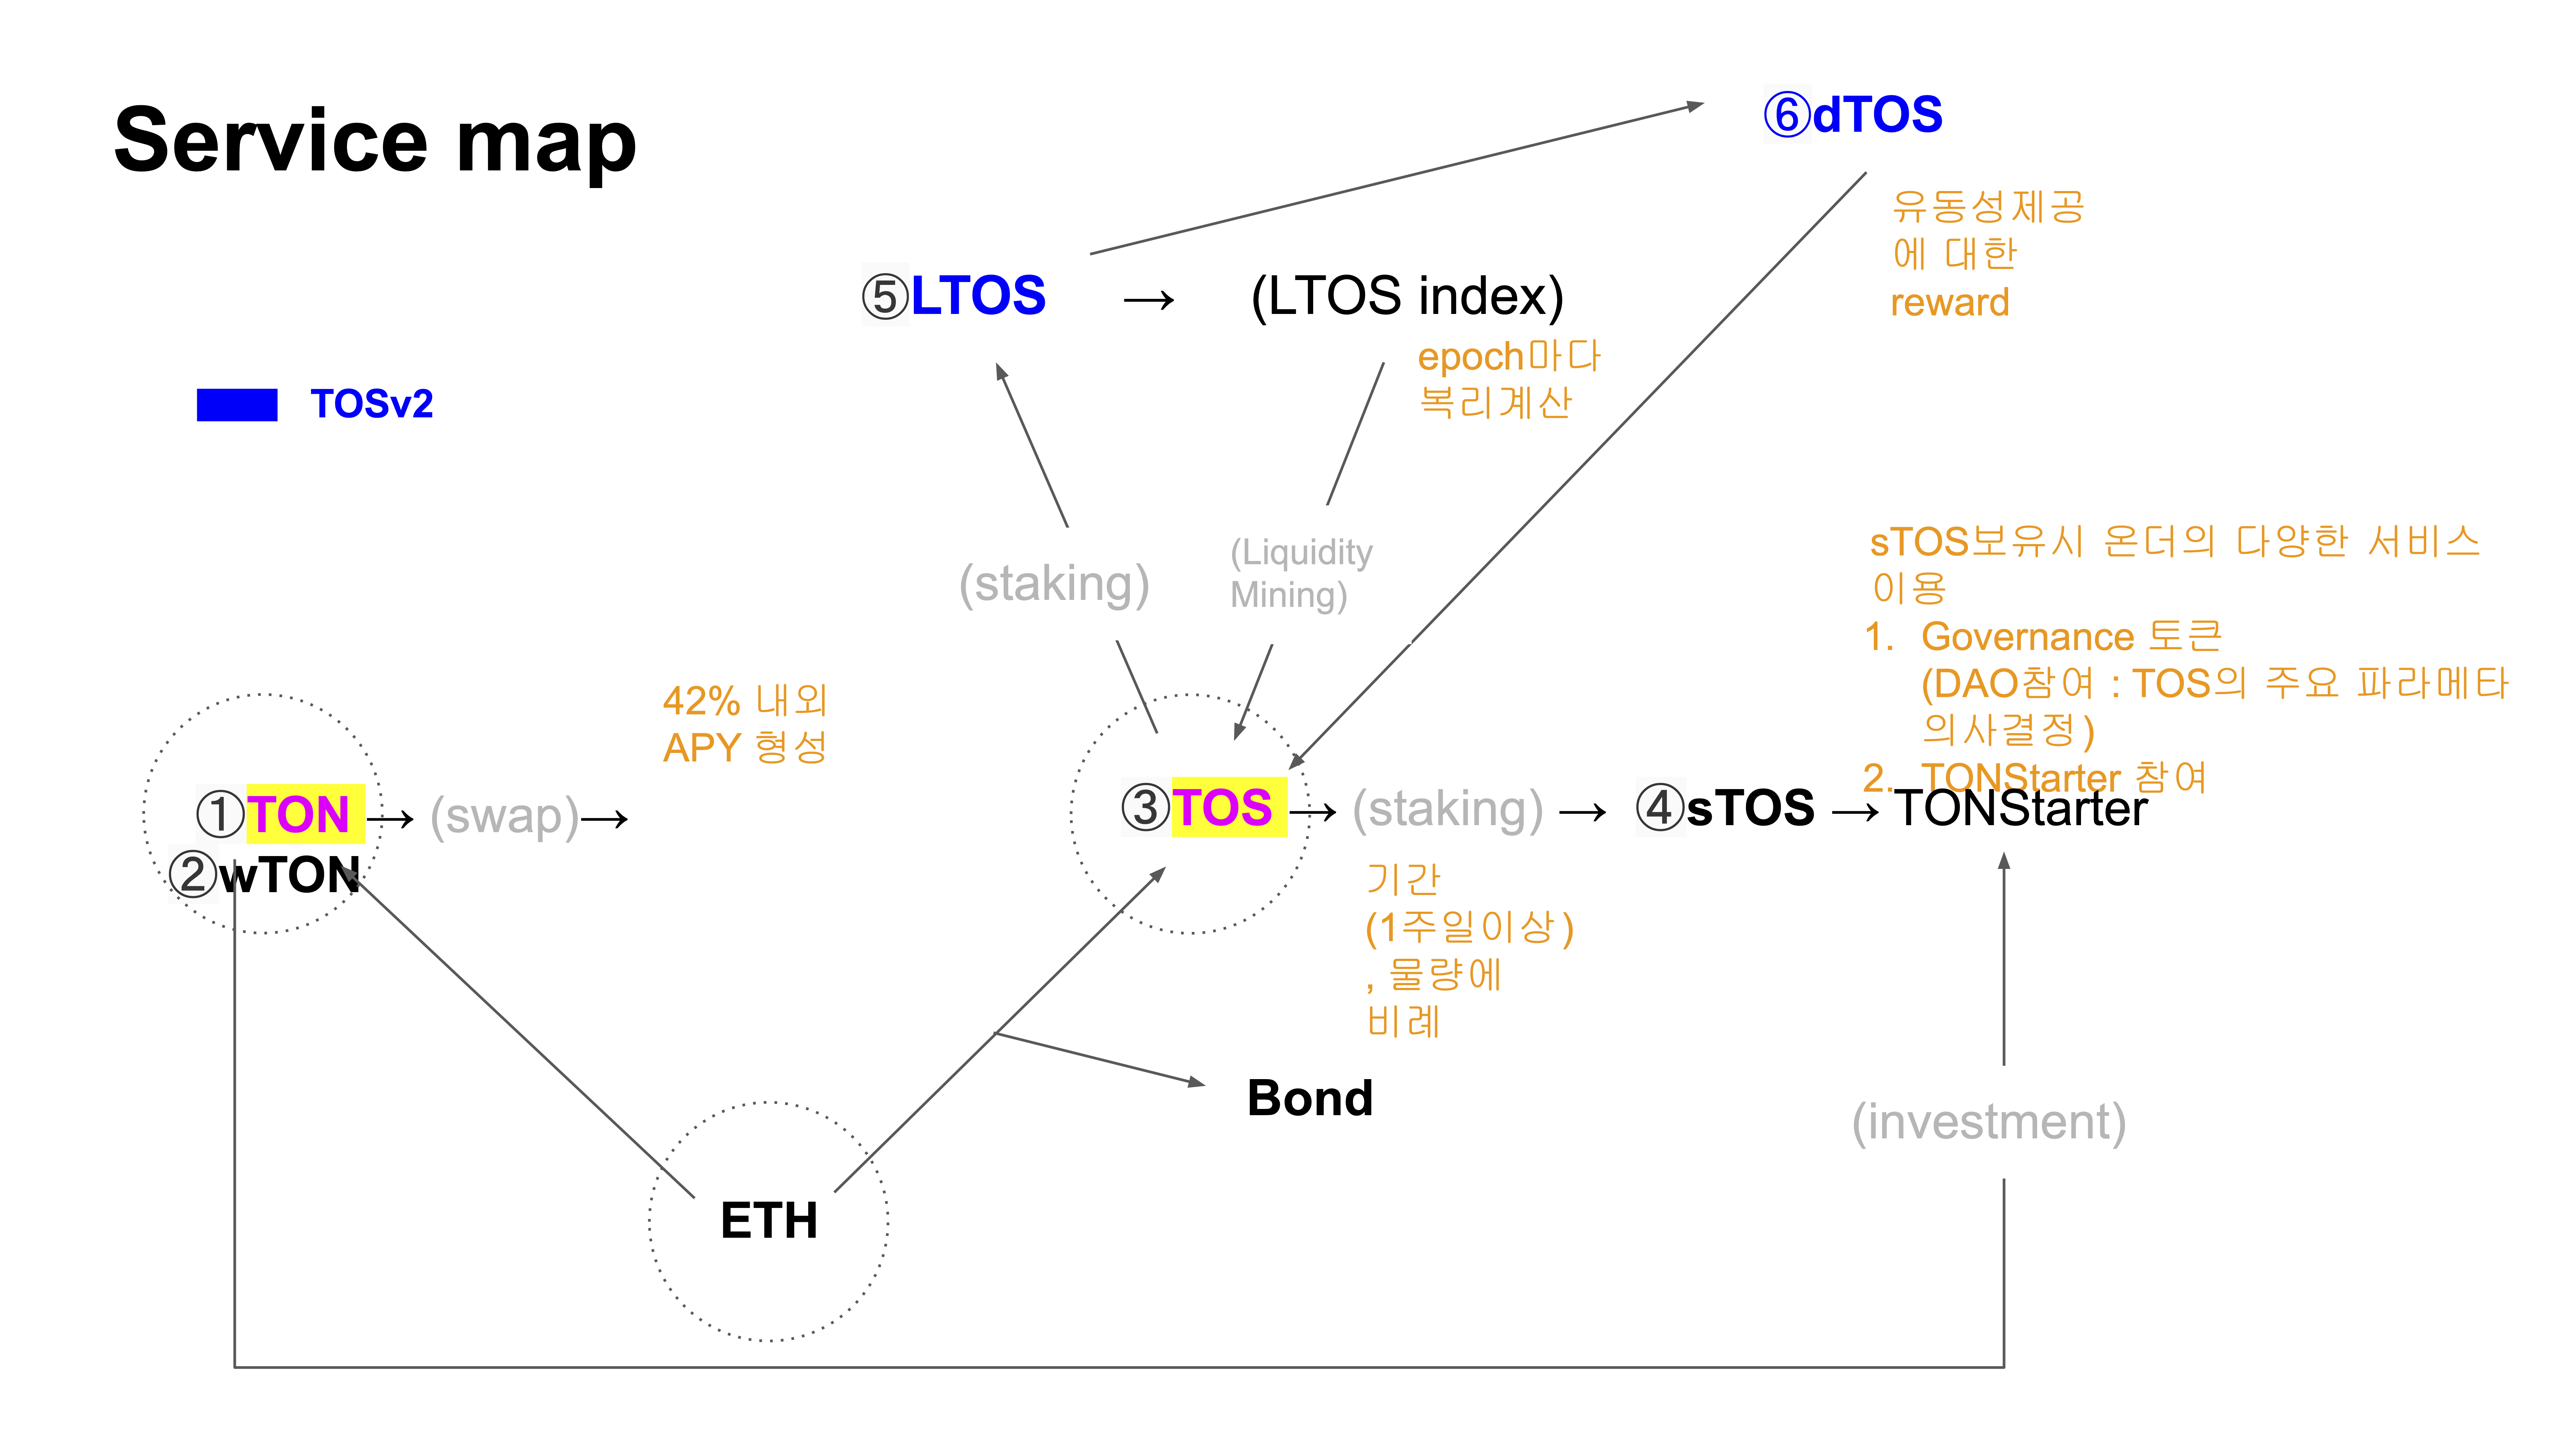 Service map
⑥dTOS
유동성제공
에 대한
reward
⑤LTOS → (LTOS index)
epoch마다
복리계산
TOSv2
(staking)
(Liquidity
Mining)
sTOS보유시 온더의 다양한 서비스
이용
1. Governance 토큰
(DAO참여 : TOS의 주요 파라메타
의사결정)
2. TONStarter 참여
42% 내외
APY 형성
①TON → (swap)→
②wTON
③TOS → (staking) → ④sTOS → TONStarter
기간
(1주일이상)
, 물량에
비례
Bond
(investment)
ETH